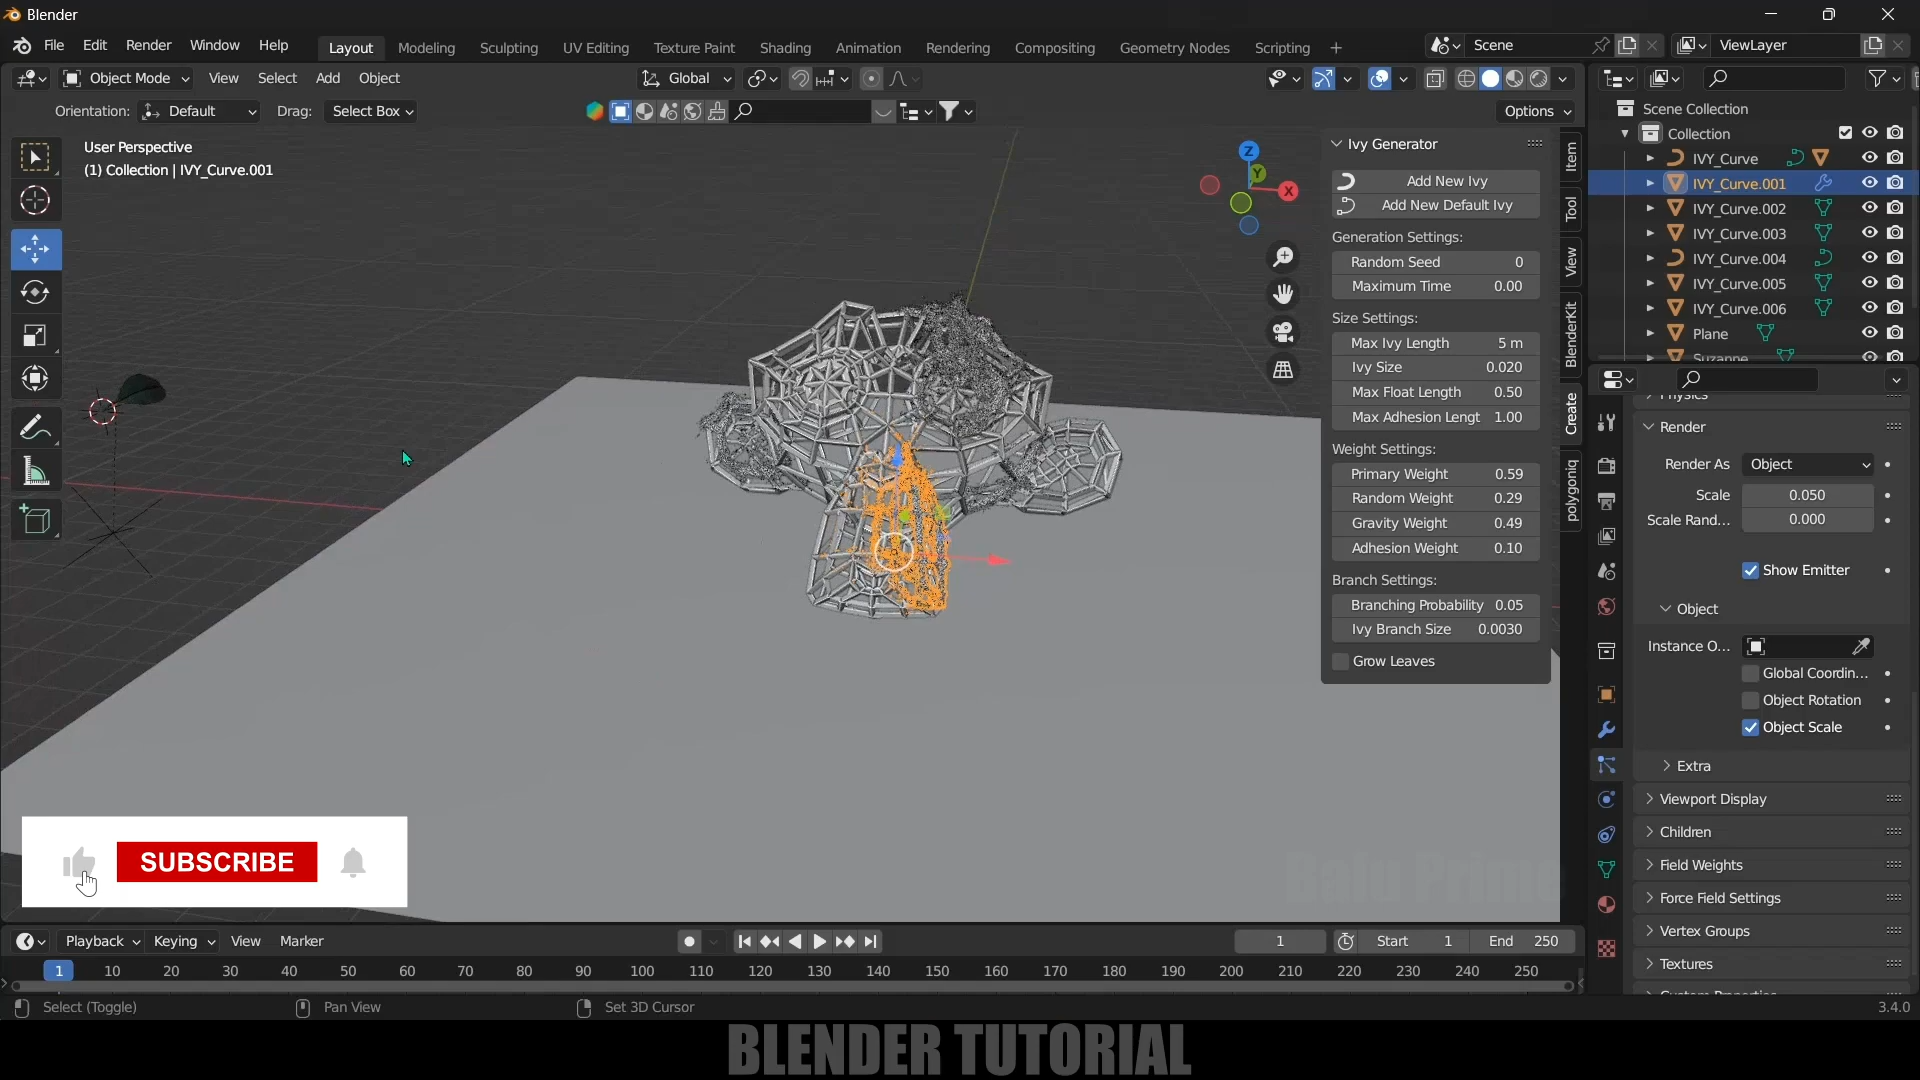 Blender
File Edit Render Window Help Layout Modeling Sculpting UV Editing Texture Paint Shading Animation Rendering Compositing Geometry Nodes Scripting + Scene ViewLayer
Object Mode View Select Add Object Global
Orientation: Default Drag: Select Box Options
User Perspective
(1) Collection | IVY_Curve.001
Z
Y
X
Ivy Generator
Add New Ivy
Add New Default Ivy
Generation Settings:
Random Seed 0
Maximum Time 0.00
Size Settings:
Max Ivy Length 5 m
Ivy Size 0.020
Max Float Length 0.50
Max Adhesion Lengt 1.00
Weight Settings:
Primary Weight 0.59
Random Weight 0.29
Gravity Weight 0.49
Adhesion Weight 0.10
Branch Settings:
Branching Probability 0.05
Ivy Branch Size 0.0030
Grow Leaves
Item
Tool
View
BlenderKit
Create
polygoniq
Scene Collection
Collection
IVY_Curve
IVY_Curve.001
IVY_Curve.002
IVY_Curve.003
IVY_Curve.004
IVY_Curve.005
IVY_Curve.006
Plane
Suzanne
Physics
Render
Render As Object
Scale 0.050
Scale Rand... 0.000
Show Emitter
Object
Instance O...
Global Coordin...
Object Rotation
Object Scale
Extra
Viewport Display
Children
Field Weights
Force Field Settings
Vertex Groups
Textures
Custom Properties
SUBSCRIBE
Balu Prime
Playback Keying View Marker 1 Start 1 End 250
1 10 20 30 40 50 60 70 80 90 100 110 120 130 140 150 160 170 180 190 200 210 220 230 240 250
Select (Toggle) Pan View Set 3D Cursor 3.4.0
BLENDER TUTORIAL